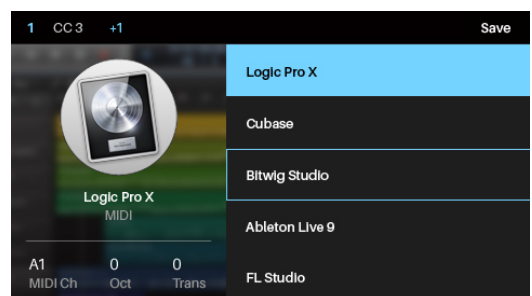 1 CC 3 +1 Save
Logic Pro X
MIDI
A1 0 0
MIDI Ch Oct Trans
Logic Pro X
Cubase
Bitwig Studio
Ableton Live 9
FL Studio